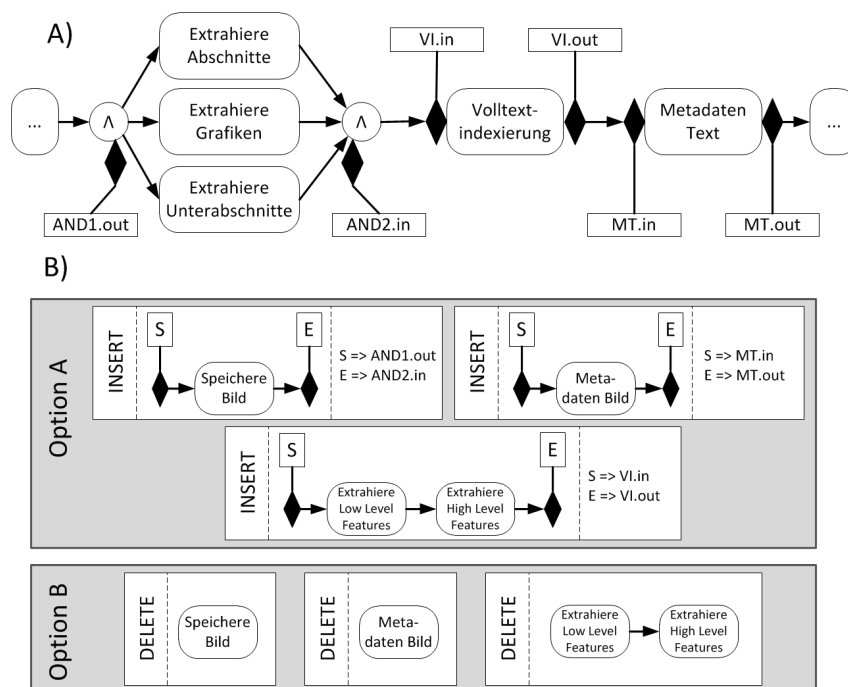 A)
Extrahiere
Abschnitte
VI.in
VI.out
...
Λ
Extrahiere
Grafiken
Λ
Volltext-
indexierung
Metadaten
Text
...
Extrahiere
Unterabschnitte
AND1.out
AND2.in
MT.in
MT.out
B)
Option A
INSERT
S
E
Speichere
Bild
S => AND1.out
E => AND2.in
INSERT
S
E
Meta-
daten Bild
S => MT.in
E => MT.out
INSERT
S
E
Extrahiere
Low Level
Features
Extrahiere
High Level
Features
S => VI.in
E => VI.out
Option B
DELETE
Speichere
Bild
DELETE
Meta-
daten Bild
DELETE
Extrahiere
Low Level
Features
Extrahiere
High Level
Features